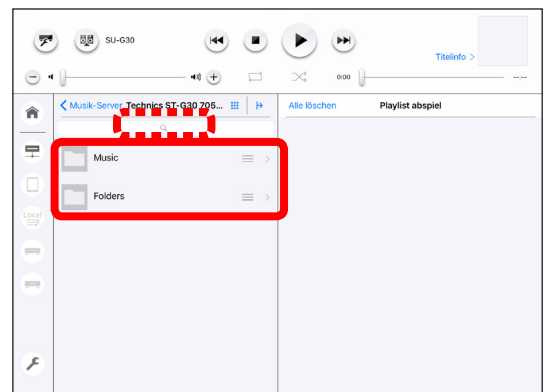 SU-G30
Titelinfo >
0:00
--:--
< Musik-Server Technics ST-G30 705...
Alle löschen
Playlist abspiel
Music
Folders
Local